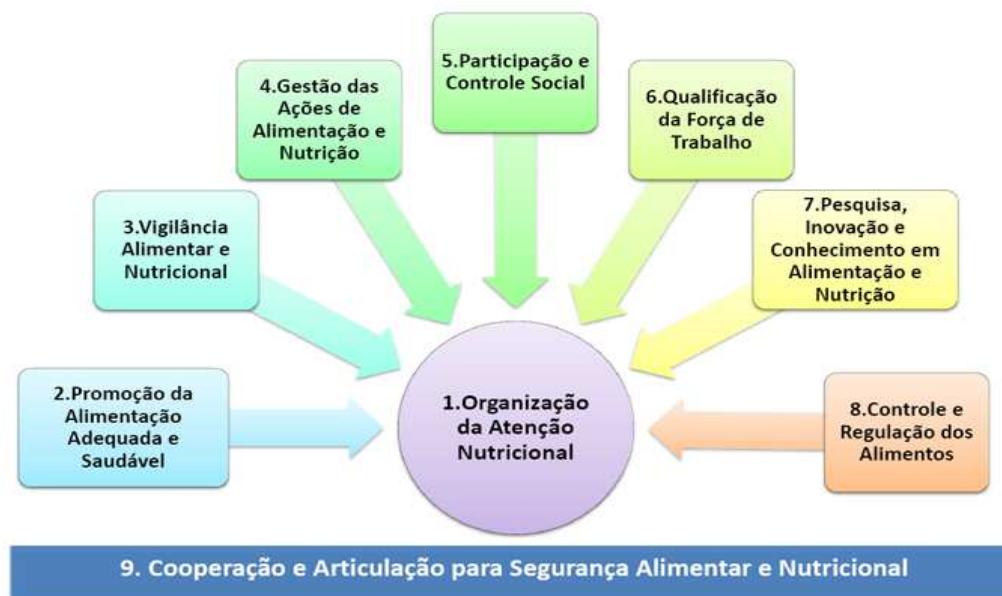 5.Participação e
Controle Social
4.Gestão das
Ações de
Alimentação e
Nutrição
6.Qualificação
da Força de
Trabalho
3.Vigilância
Alimentar e
Nutricional
7.Pesquisa,
Inovação e
Conhecimento em
Alimentação e
Nutrição
2.Promoção da
Alimentação
Adequada e
Saudável
1.Organização
da Atenção
Nutricional
8.Controle e
Regulação dos
Alimentos
9. Cooperação e Articulação para Segurança Alimentar e Nutricional